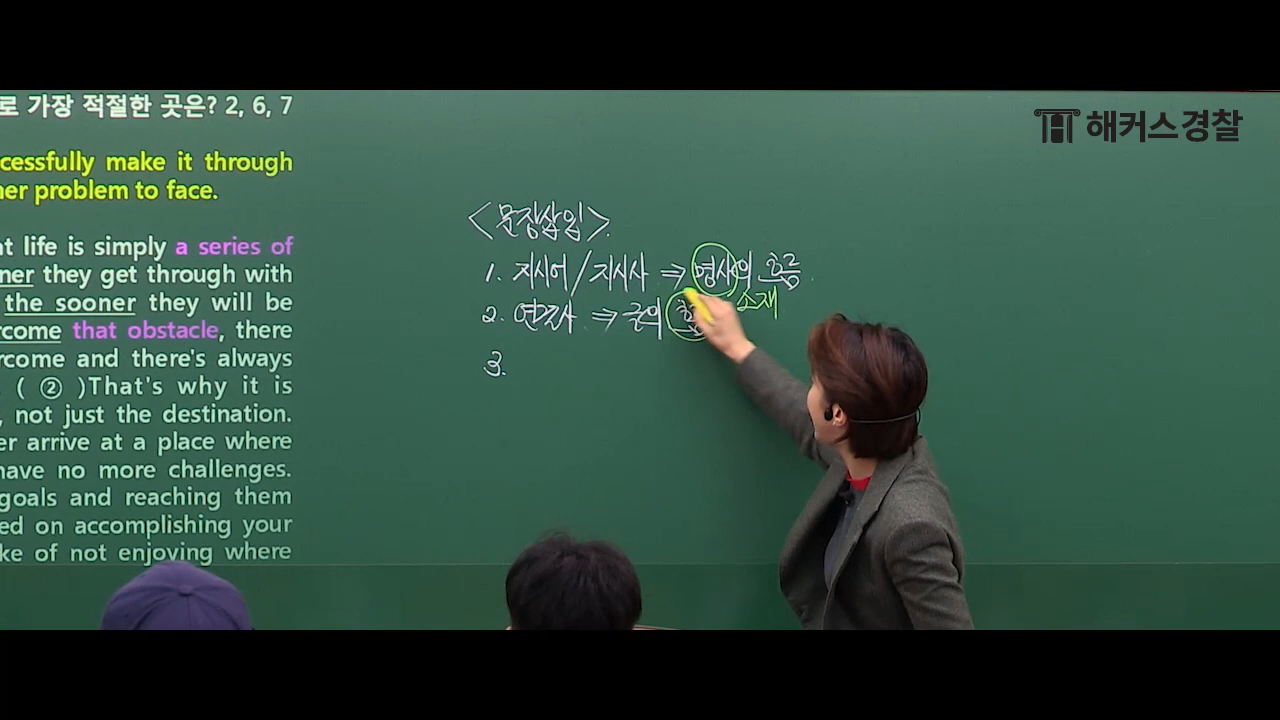 로 가장 적절한 곳은? 2, 6, 7
해커스경찰
cessfully make it through
ner problem to face.
at life is simply a series of
ner they get through with
the sooner they will be
rcome that obstacle, there
rcome and there's always
( ② )That's why it is
, not just the destination.
er arrive at a place where
have no more challenges.
goals and reaching them
ed on accomplishing your
ke of not enjoying where
<문장삽입>.
1. 지시어/지시사 ⇒ 명사의 흐름
소재
2. 연결사 ⇒ 글의
3.